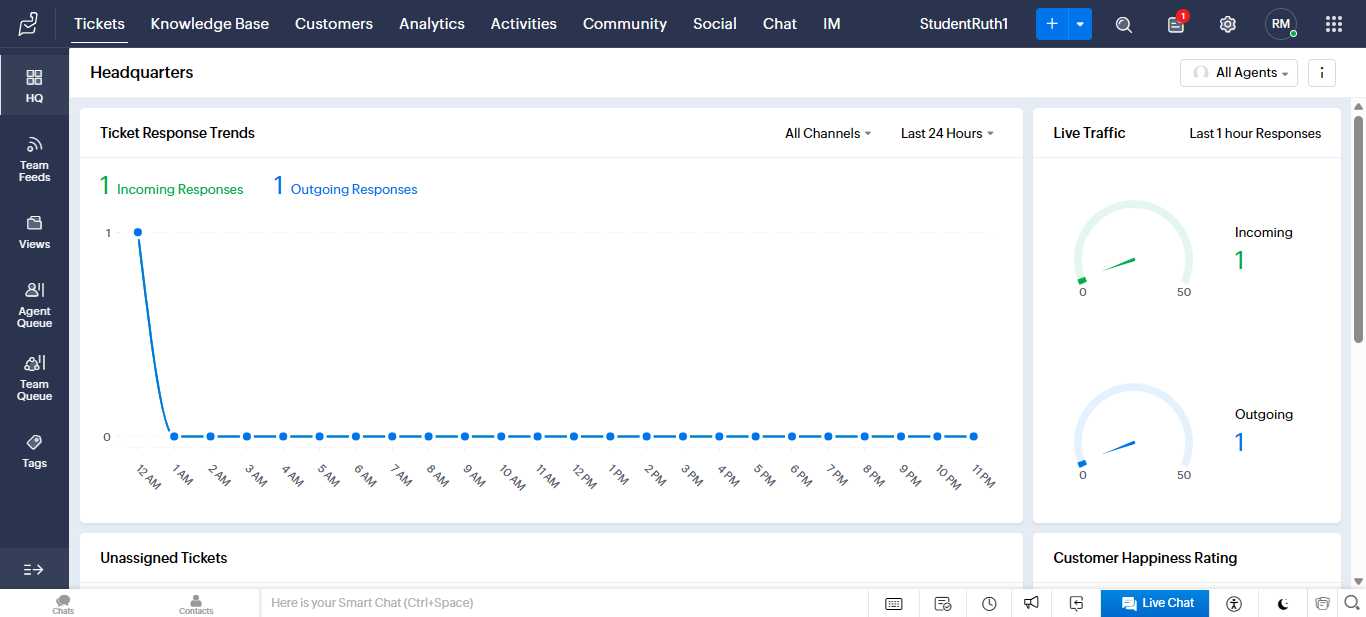 Tickets Knowledge Base Customers Analytics Activities Community Social Chat IM StudentRuth1 1 RM
HQ
Team
Feeds
Views
Agent
Queue
Team
Queue
Tags
Headquarters All Agents
Ticket Response Trends All Channels Last 24 Hours
1 Incoming Responses 1 Outgoing Responses
1
0
12 AM 1 AM 2 AM 3 AM 4 AM 5 AM 6 AM 7 AM 8 AM 9 AM 10 AM 11 AM 12 PM 1 PM 2 PM 3 PM 4 PM 5 PM 6 PM 7 PM 8 PM 9 PM 10 PM 11 PM
Live Traffic Last 1 hour Responses
Incoming
1
0 50
Outgoing
1
0 50
Unassigned Tickets
Customer Happiness Rating
Chats Contacts Here is your Smart Chat (Ctrl+Space) Live Chat